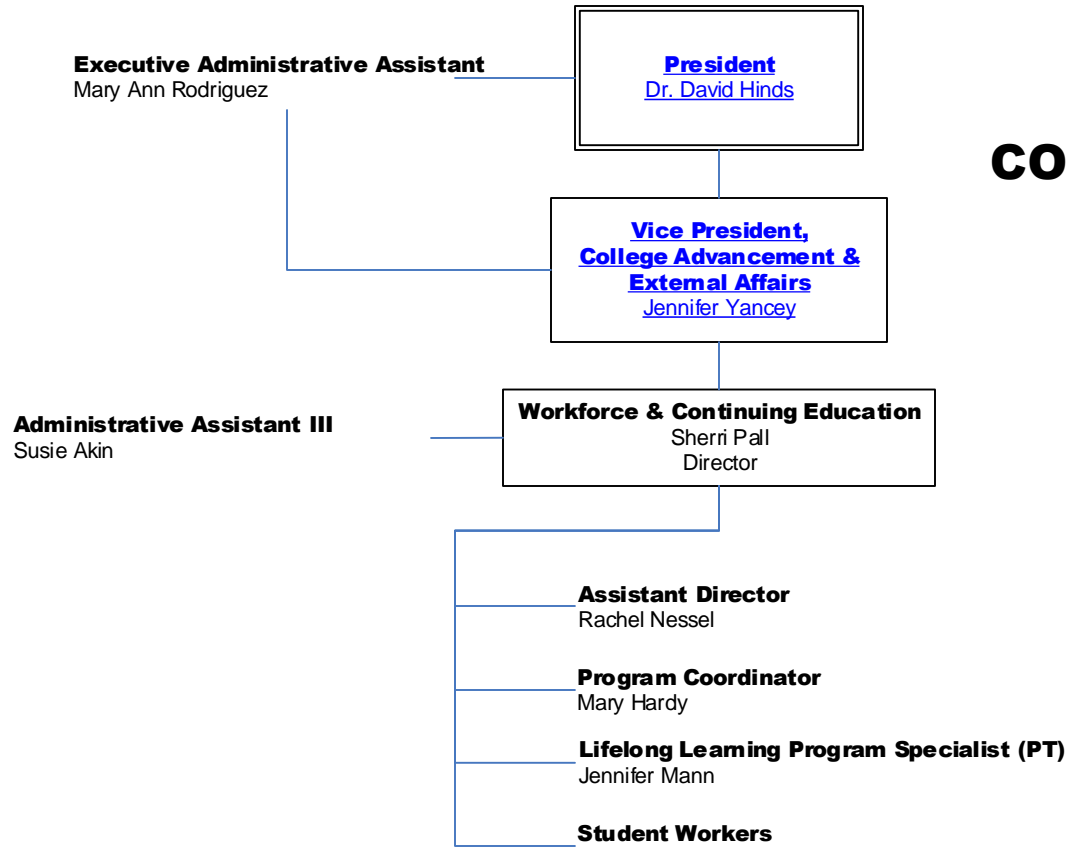 Executive Administrative Assistant
Mary Ann Rodriguez
President
Dr. David Hinds
CO
Vice President,
College Advancement &
External Affairs
Jennifer Yancey
Administrative Assistant III
Susie Akin
Workforce & Continuing Education
Sherri Pall
Director
Assistant Director
Rachel Nessel
Program Coordinator
Mary Hardy
Lifelong Learning Program Specialist (PT)
Jennifer Mann
Student Workers